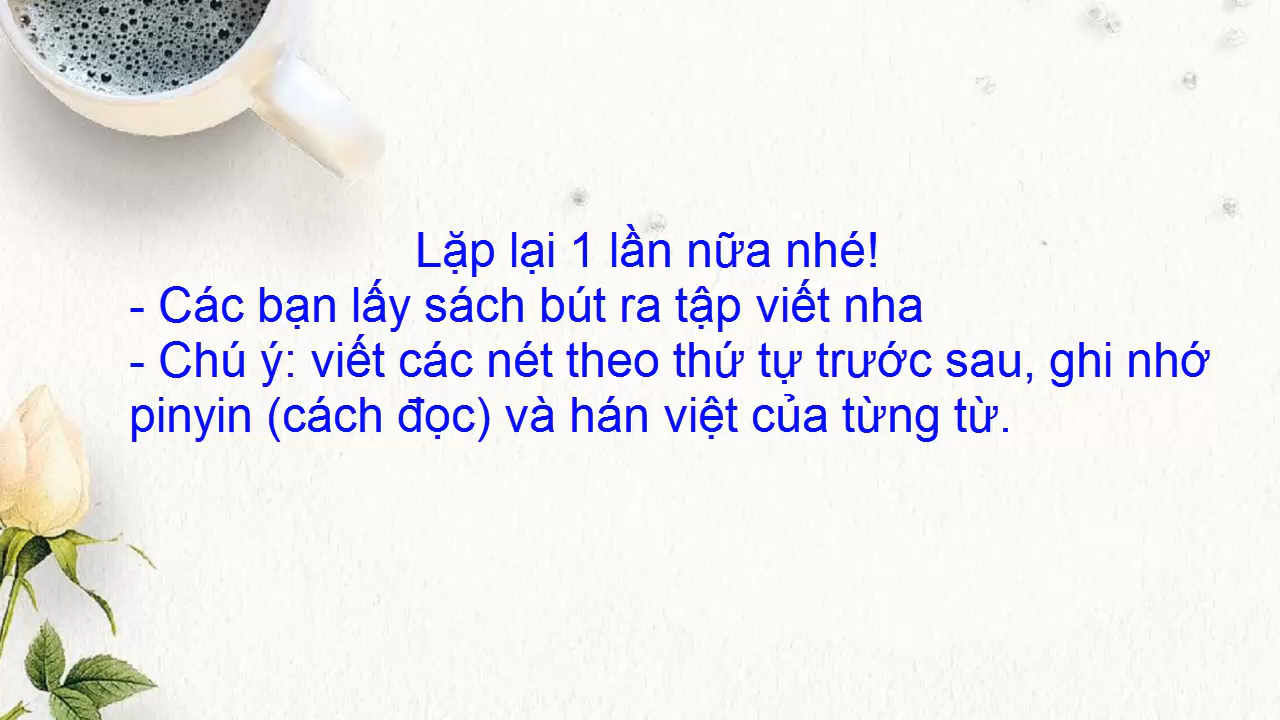 Lặp lại 1 lần nữa nhé!
- Các bạn lấy sách bút ra tập viết nha
- Chú ý: viết các nét theo thứ tự trước sau, ghi nhớ
pinyin (cách đọc) và hán việt của từng từ.